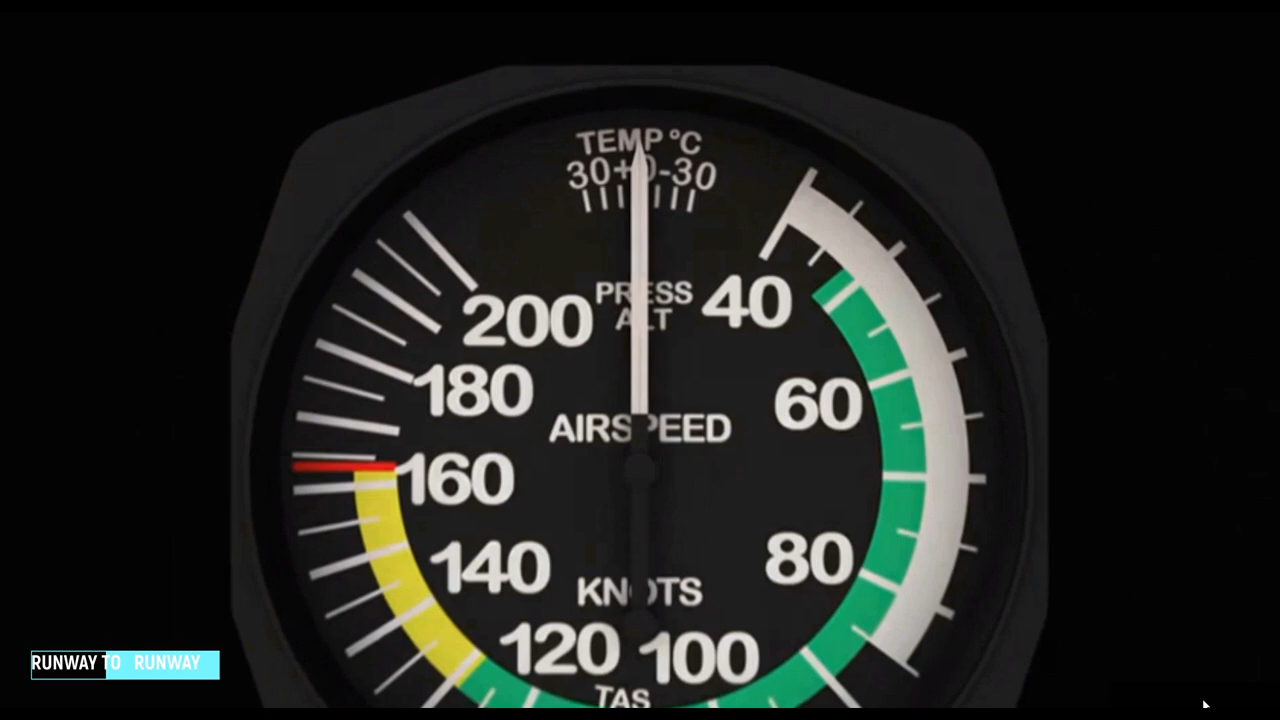 TEMP °C
30+0-30
200
PRESS
ALT
40
180
60
AIRSPEED
160
140
80
KNOTS
120
100
TAS
RUNWAY TO RUNWAY